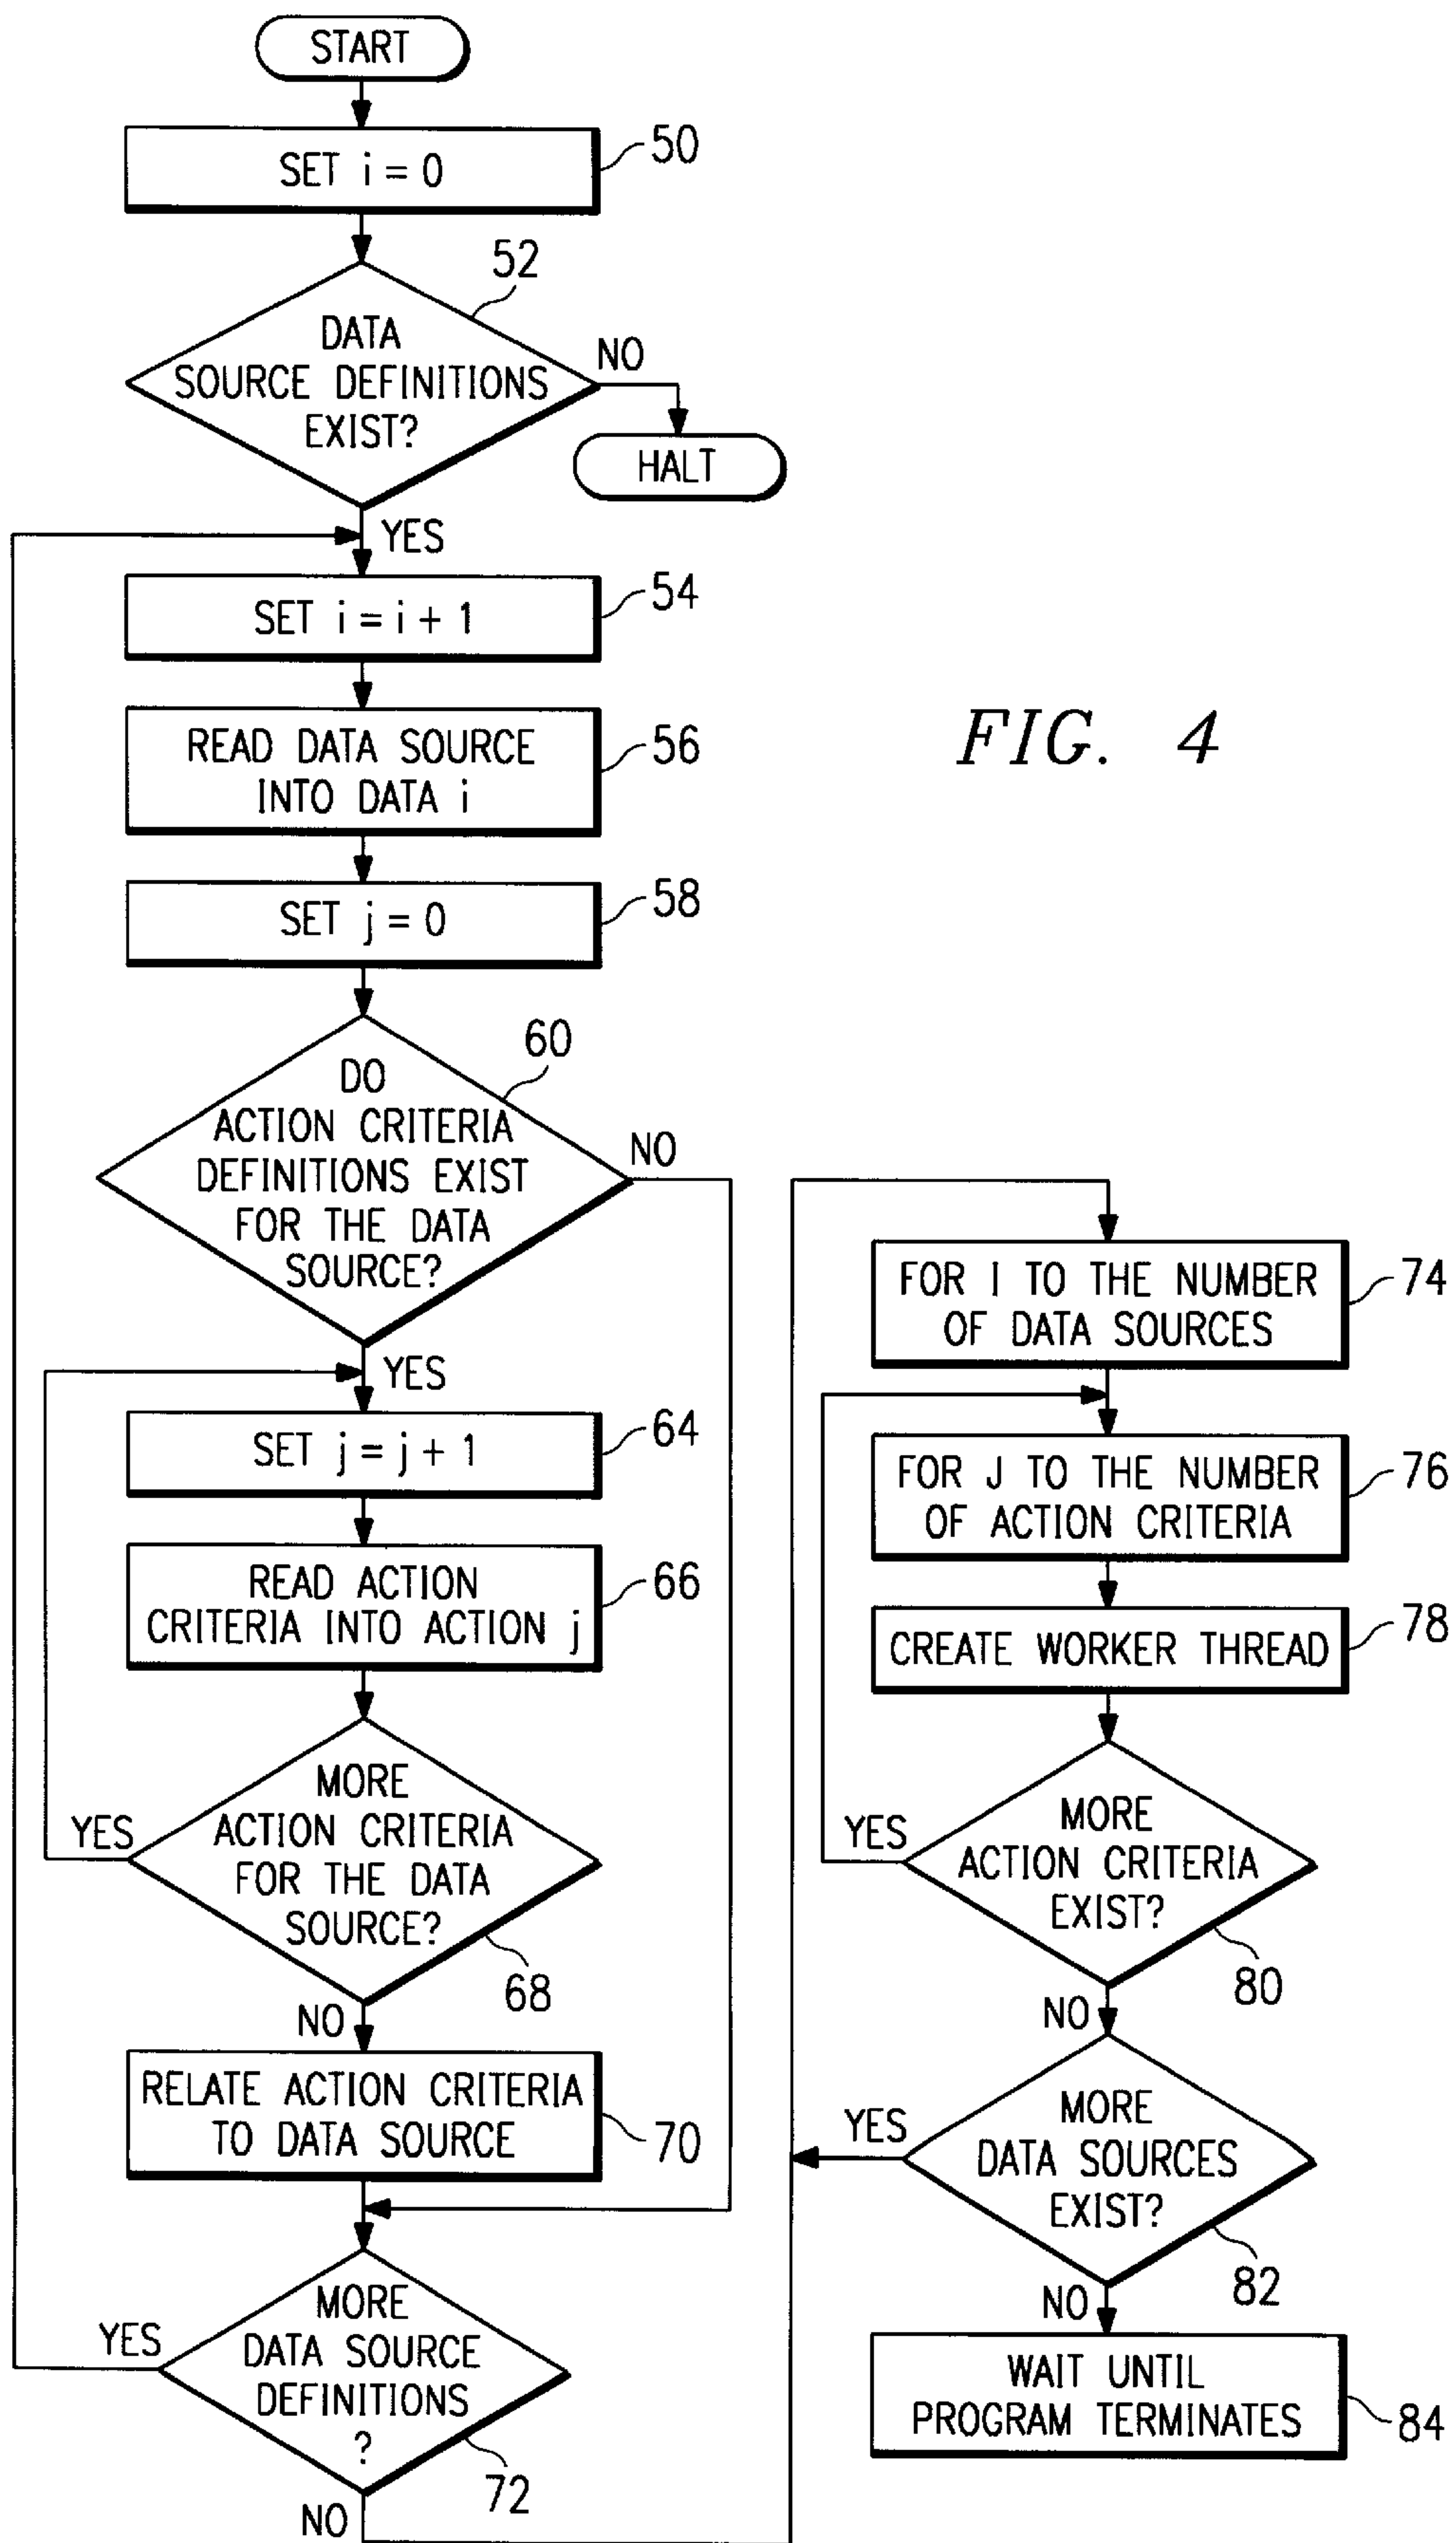 START
SET i = 0
50
52
DATA
SOURCE DEFINITIONS
EXIST?
NO
HALT
YES
SET i = i + 1
54
READ DATA SOURCE
INTO DATA i
56
FIG. 4
SET j = 0
58
60
DO
ACTION CRITERIA
DEFINITIONS EXIST
FOR THE DATA
SOURCE?
NO
YES
SET j = j + 1
64
READ ACTION
CRITERIA INTO ACTION j
66
MORE
ACTION CRITERIA
FOR THE DATA
SOURCE?
YES
68
NO
RELATE ACTION CRITERIA
TO DATA SOURCE
70
MORE
DATA SOURCE
DEFINITIONS
?
YES
72
NO
FOR I TO THE NUMBER
OF DATA SOURCES
74
FOR J TO THE NUMBER
OF ACTION CRITERIA
76
CREATE WORKER THREAD
78
MORE
ACTION CRITERIA
EXIST?
YES
80
NO
MORE
DATA SOURCES
EXIST?
YES
82
NO
WAIT UNTIL
PROGRAM TERMINATES
84